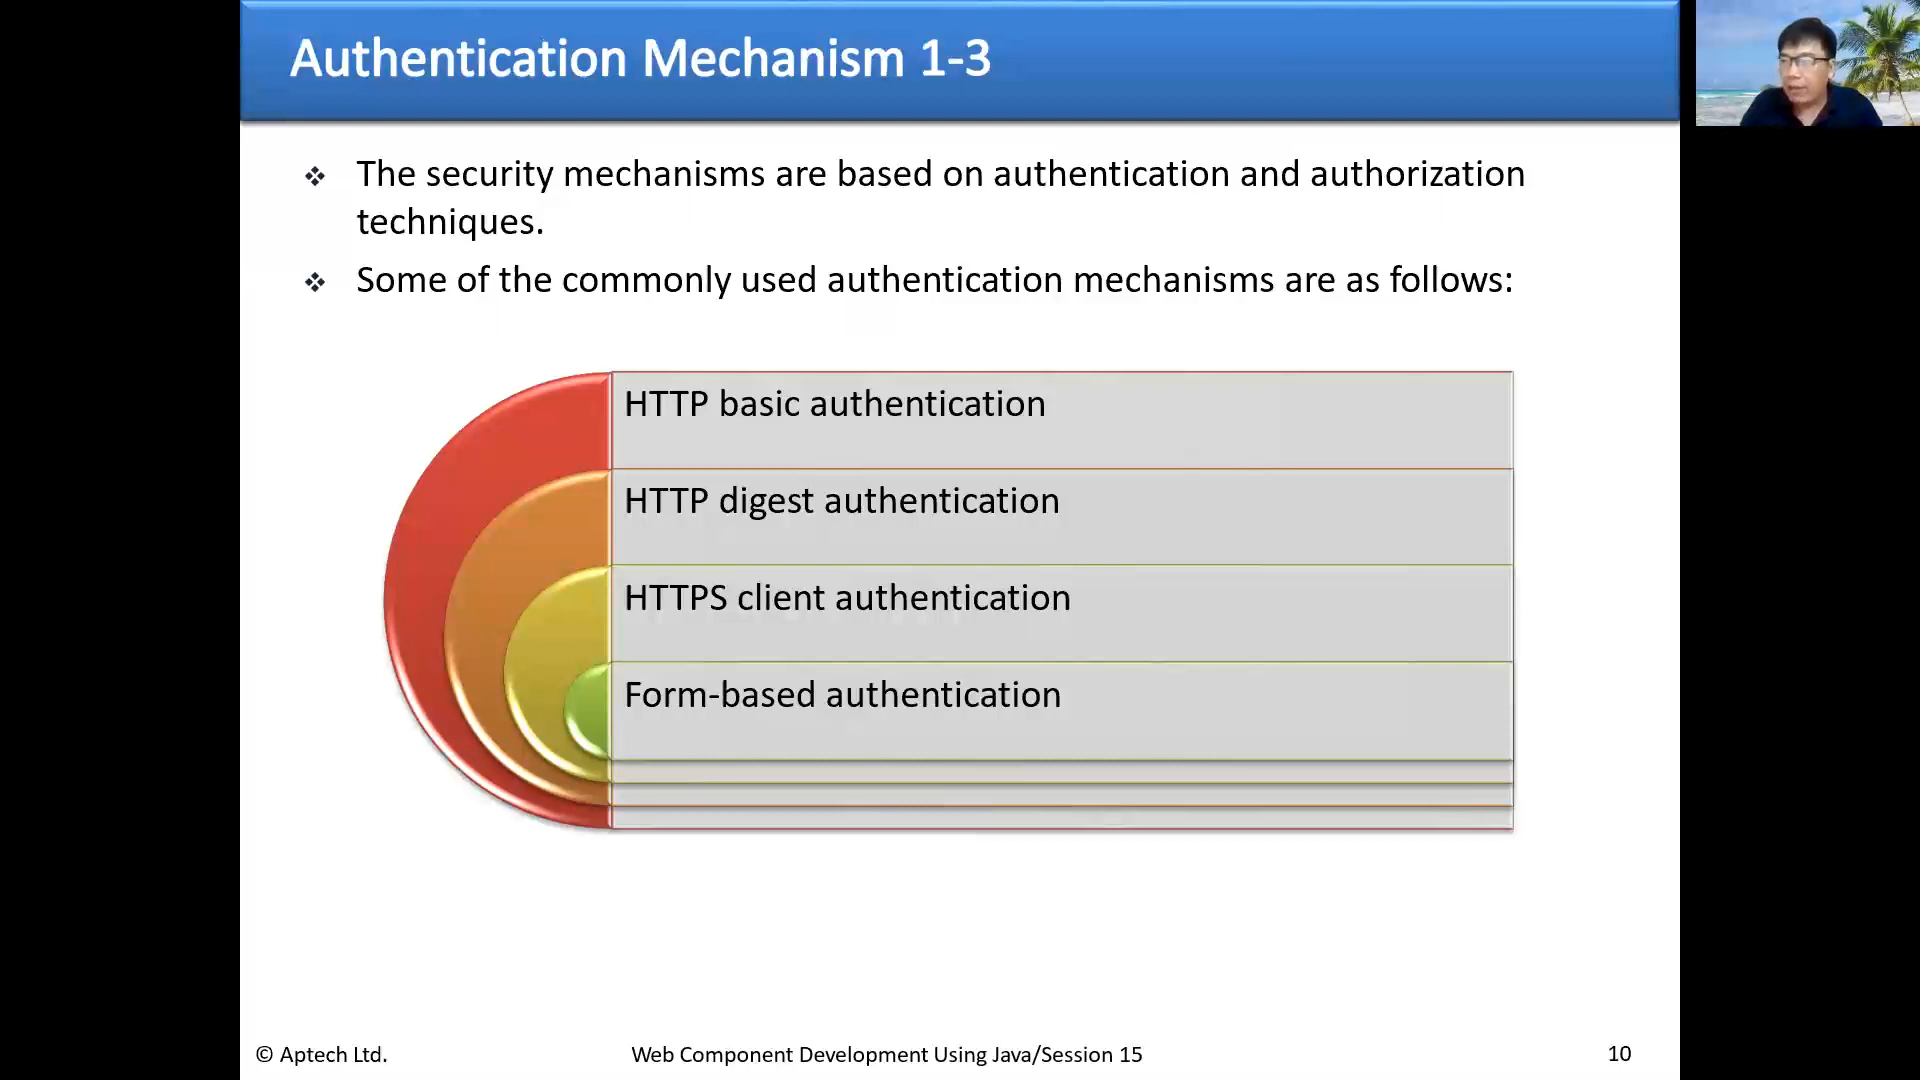 Authentication Mechanism 1-3
The security mechanisms are based on authentication and authorization
techniques.
Some of the commonly used authentication mechanisms are as follows:
HTTP basic authentication
HTTP digest authentication
HTTPS client authentication
Form-based authentication
© Aptech Ltd.
Web Component Development Using Java/Session 15
10